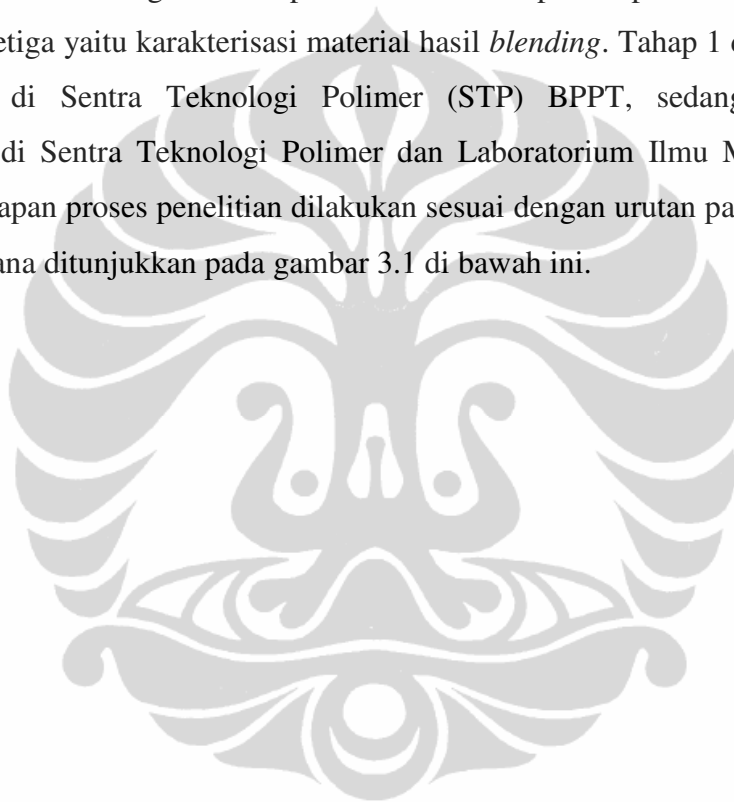 etiga yaitu karakterisasi material hasil blending. Tahap 1
di Sentra Teknologi Polimer (STP) BPPT, sedang
di Sentra Teknologi Polimer dan Laboratorium Ilmu M
apan proses penelitian dilakukan sesuai dengan urutan pa
ana ditunjukkan pada gambar 3.1 di bawah ini.